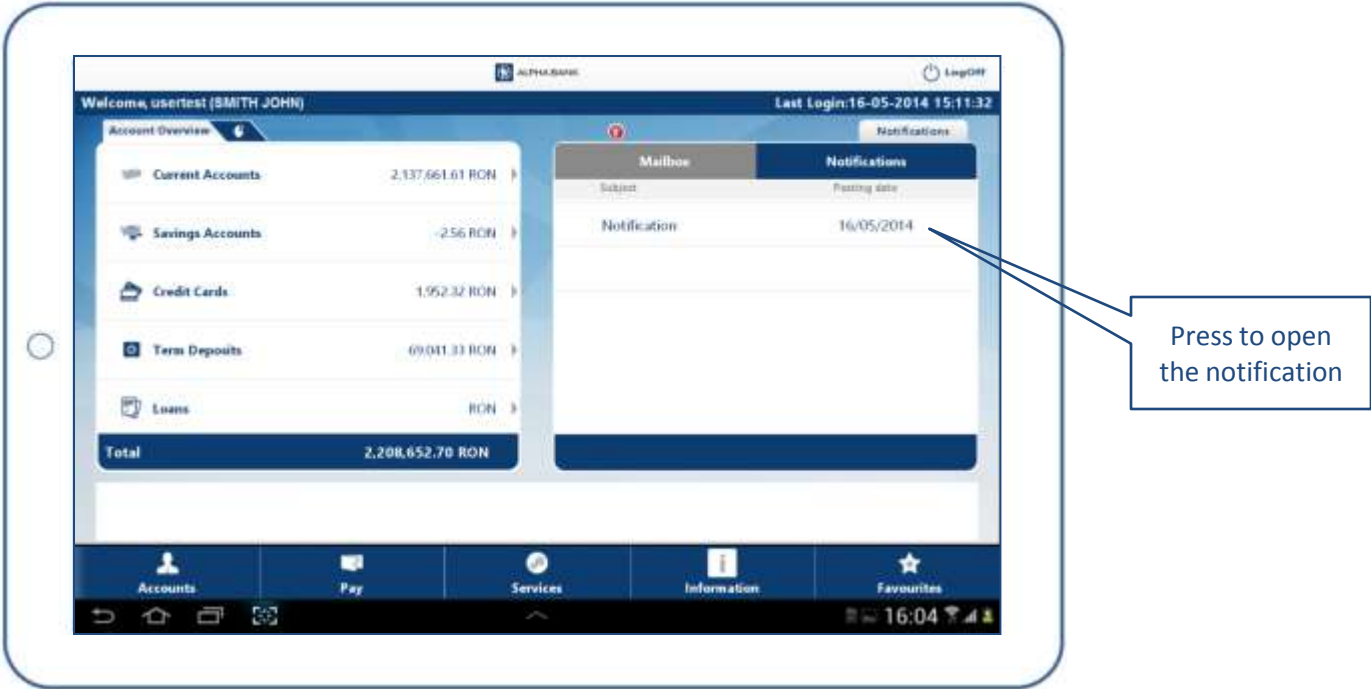 ALPHA BANK
LogOff
Welcome, usertest (SMITH JOHN)
Last Login:16-05-2014 15:11:32
Account Overview
Notifications
Current Accounts 2,137,661.61 RON
Savings Accounts -2.56 RON
Credit Cards 1,952.32 RON
Term Deposits 69,041.33 RON
Loans RON
Total 2,208,652.70 RON
Mailbox Notifications
Subject Posting date
Notification 16/05/2014
Press to open
the notification
Accounts
Pay
Services
Information
Favourites
16:04